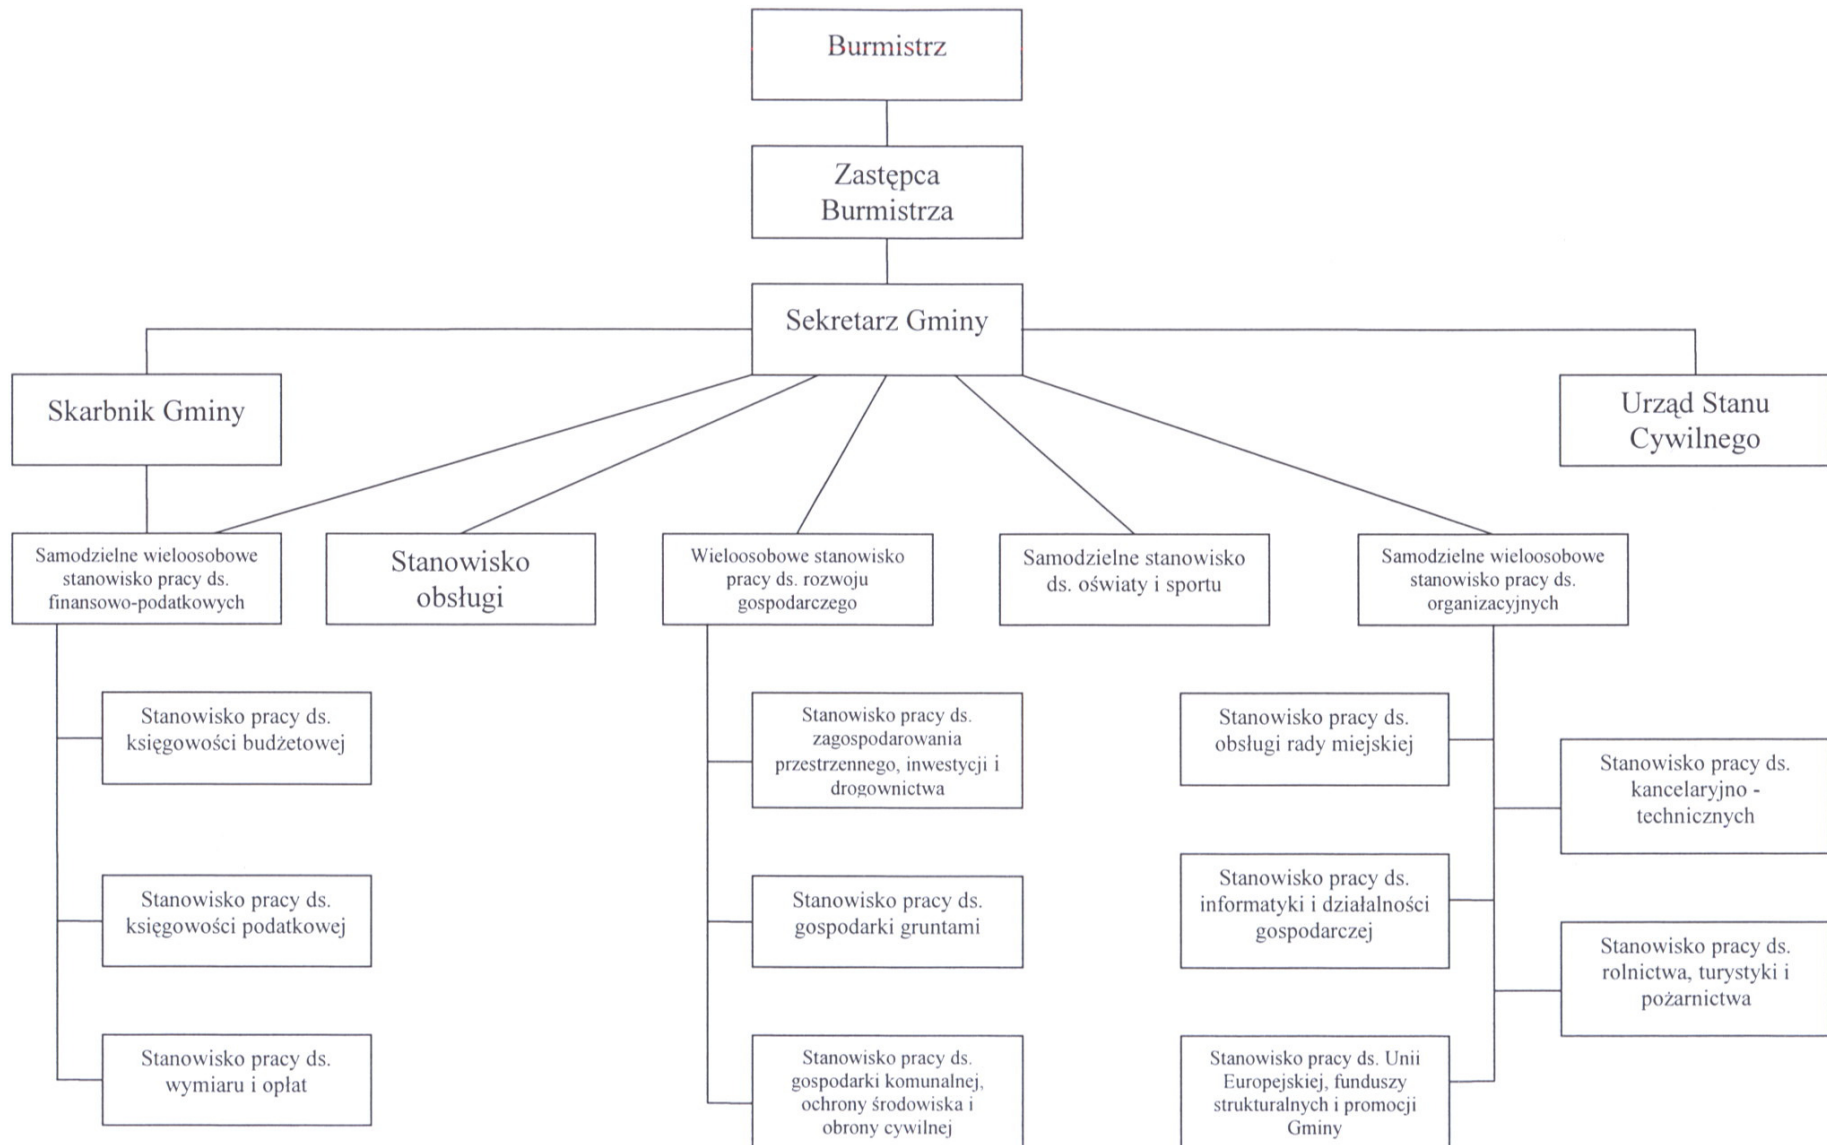 Burmistrz
Zastępca
Burmistrza
Sekretarz Gminy
Skarbnik Gminy
Urząd Stanu
Cywilnego
Samodzielne wieloosobowe
stanowisko pracy ds.
finansowo-podatkowych
Stanowisko
obsługi
Wieloosobowe stanowisko
pracy ds. rozwoju
gospodarczego
Samodzielne stanowisko
ds. oświaty i sportu
Samodzielne wieloosobowe
stanowisko pracy ds.
organizacyjnych
Stanowisko pracy ds.
księgowości budżetowej
Stanowisko pracy ds.
księgowości podatkowej
Stanowisko pracy ds.
wymiaru i opłat
Stanowisko pracy ds.
zagospodarowania
przestrzennego, inwestycji i
drogownictwa
Stanowisko pracy ds.
gospodarki gruntami
Stanowisko pracy ds.
gospodarki komunalnej,
ochrony środowiska i
obrony cywilnej
Stanowisko pracy ds.
obsługi rady miejskiej
Stanowisko pracy ds.
informatyki i działalności
gospodarczej
Stanowisko pracy ds. Unii
Europejskiej, funduszy
strukturalnych i promocji
Gminy
Stanowisko pracy ds.
kancelaryjno -
technicznych
Stanowisko pracy ds.
rolnictwa, turystyki i
pożarnictwa